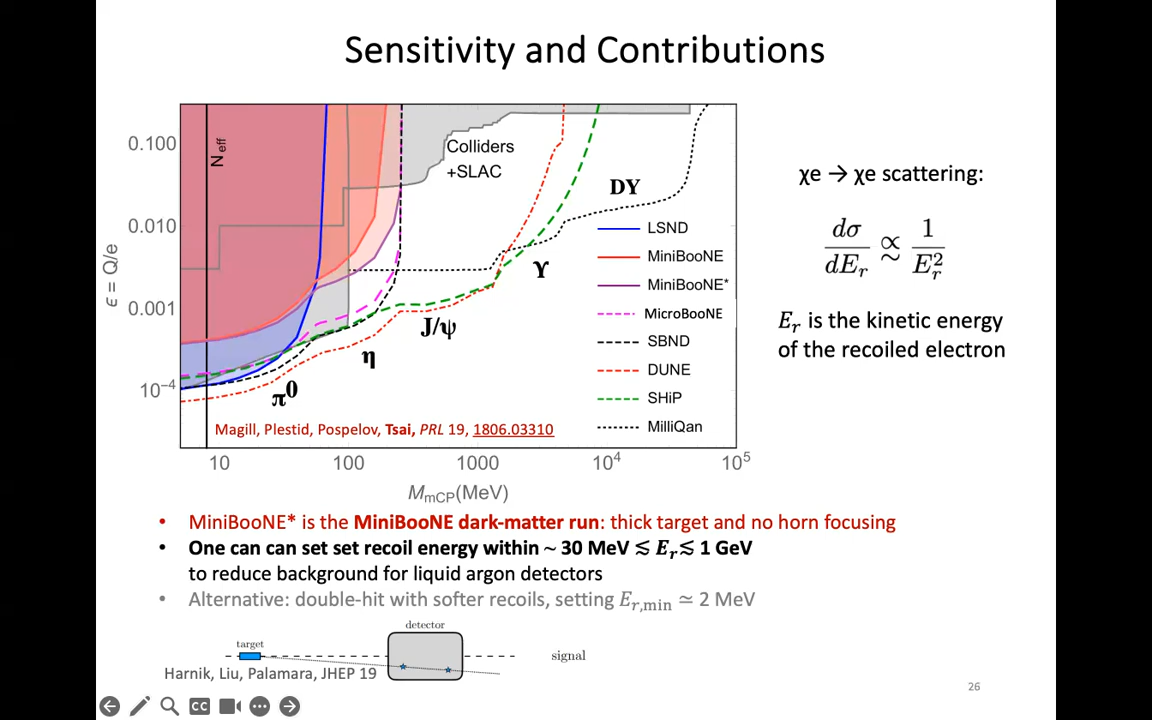 Sensitivity and Contributions
0.100
0.010
0.001
10⁻⁴
ϵ = Q/e
N eff
Colliders
+SLAC
DY
ϒ
J/ψ
η
π⁰
LSND
MiniBooNE
MiniBooNE*
MicroBooNE
SBND
DUNE
SHiP
MilliQan
Magill, Plestid, Pospelov, Tsai, PRL 19, 1806.03310
10 100 1000 10⁴ 10⁵
M_mCP(MeV)
χe → χe scattering:
dσ/dE_r ∝~ 1/E_r²
E_r is the kinetic energy
of the recoiled electron
• MiniBooNE* is the MiniBooNE dark-matter run: thick target and no horn focusing
• One can can set set recoil energy within ~ 30 MeV ≲ E_r ≲ 1 GeV
to reduce background for liquid argon detectors
• Alternative: double-hit with softer recoils, setting E_r,min ≃ 2 MeV
detector
target
signal
Harnik, Liu, Palamara, JHEP 19
26
CC